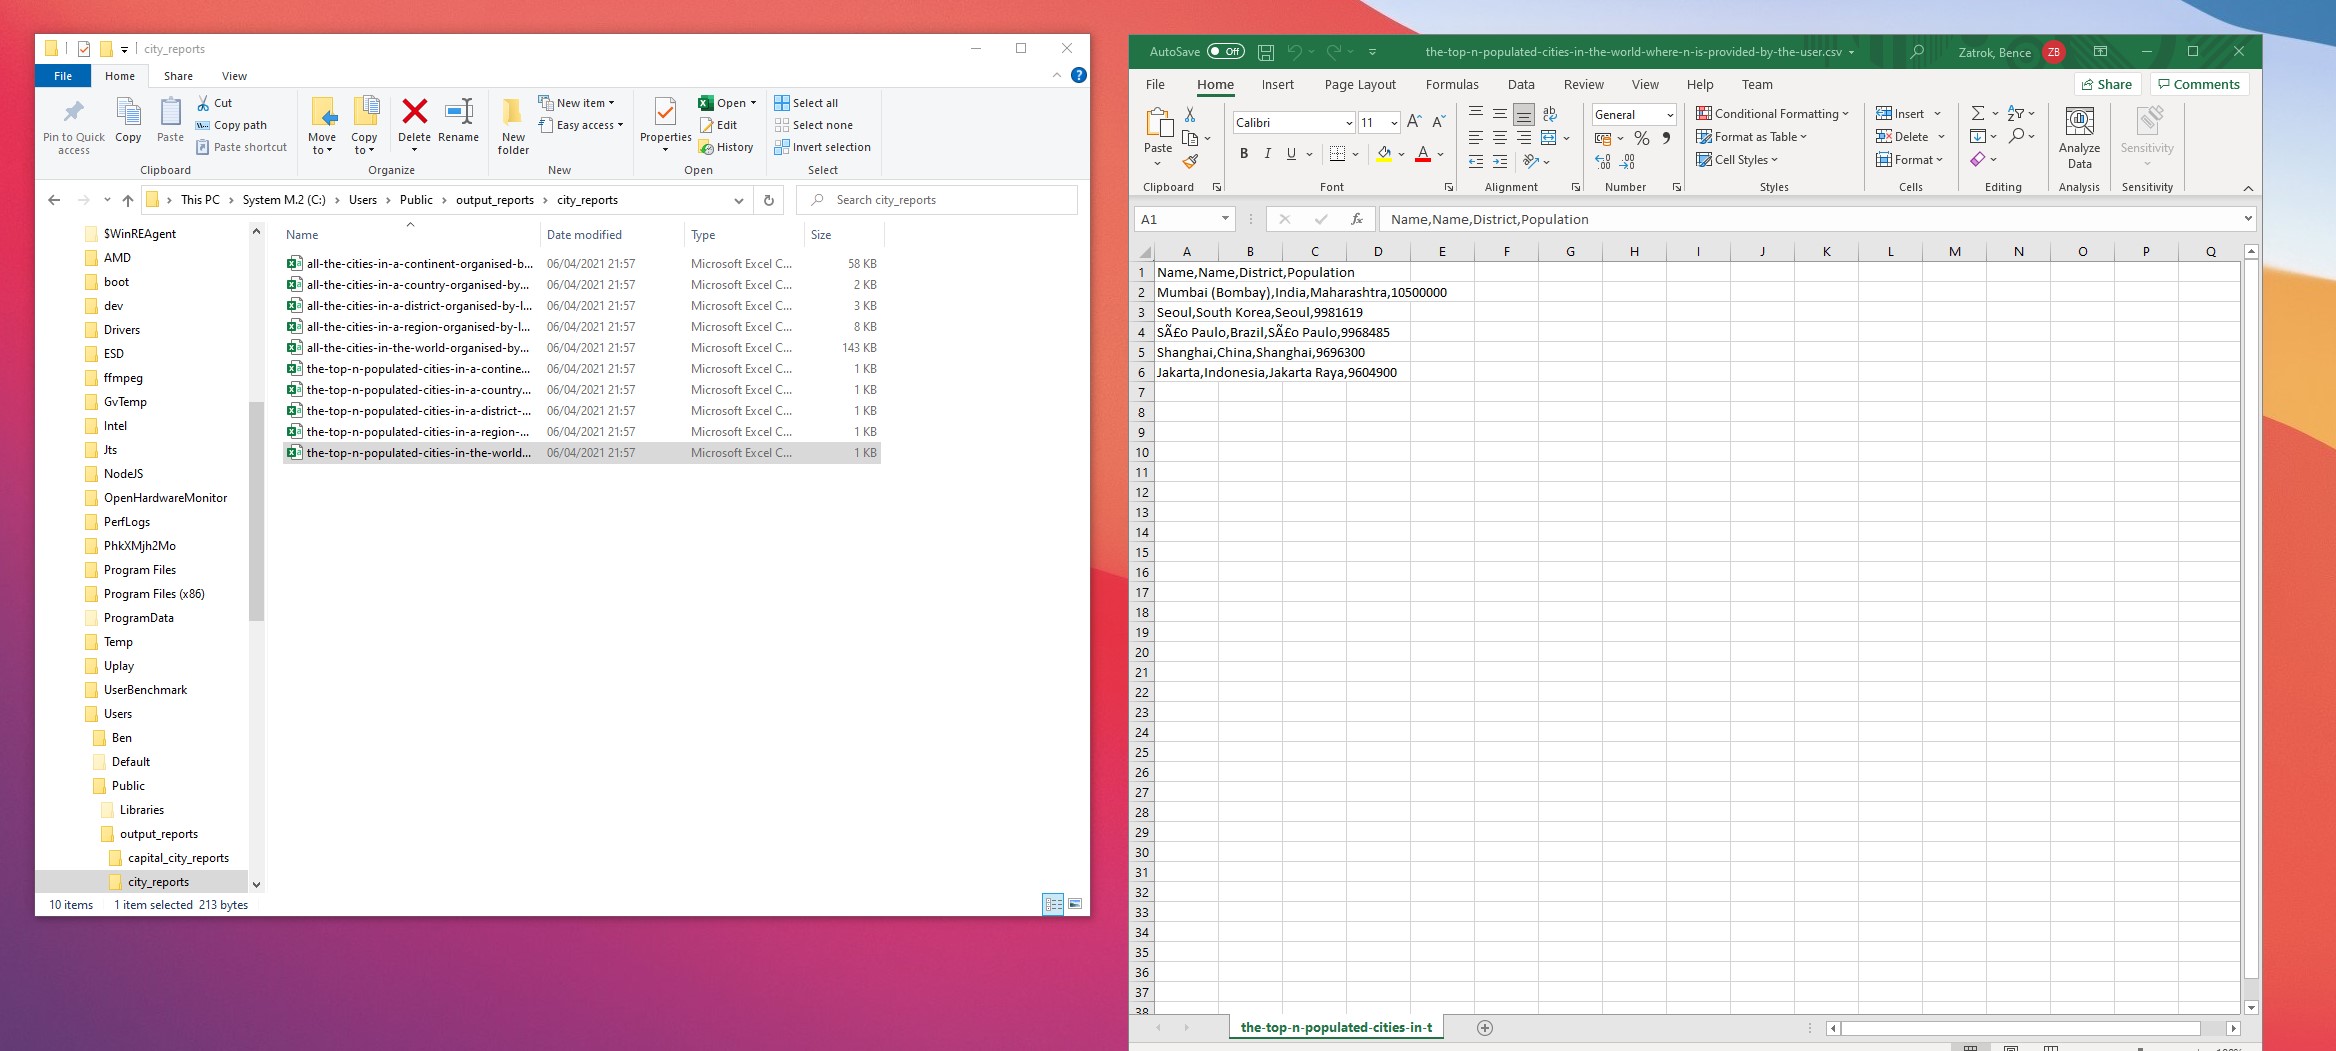 city_reports
File Home Share View
Pin to Quick access
Copy
Paste
Cut
Copy path
Paste shortcut
Clipboard
Move to
Copy to
Delete
Rename
Organize
New folder
New item
Easy access
New
Properties
Open
Edit
History
Open
Select all
Select none
Invert selection
Select
This PC > System M.2 (C:) > Users > Public > output_reports > city_reports
Search city_reports
$WinREAgent
AMD
boot
dev
Drivers
ESD
ffmpeg
GvTemp
Intel
Jts
NodeJS
OpenHardwareMonitor
PerfLogs
PhkXMjh2Mo
Program Files
Program Files (x86)
ProgramData
Temp
Uplay
UserBenchmark
Users
Ben
Default
Public
Libraries
output_reports
capital_city_reports
city_reports
Name Date modified Type Size
all-the-cities-in-a-continent-organised-b... 06/04/2021 21:57 Microsoft Excel C... 58 KB
all-the-cities-in-a-country-organised-by... 06/04/2021 21:57 Microsoft Excel C... 2 KB
all-the-cities-in-a-district-organised-by-l... 06/04/2021 21:57 Microsoft Excel C... 3 KB
all-the-cities-in-a-region-organised-by-l... 06/04/2021 21:57 Microsoft Excel C... 8 KB
all-the-cities-in-the-world-organised-by... 06/04/2021 21:57 Microsoft Excel C... 143 KB
the-top-n-populated-cities-in-a-contine... 06/04/2021 21:57 Microsoft Excel C... 1 KB
the-top-n-populated-cities-in-a-country... 06/04/2021 21:57 Microsoft Excel C... 1 KB
the-top-n-populated-cities-in-a-district-... 06/04/2021 21:57 Microsoft Excel C... 1 KB
the-top-n-populated-cities-in-a-region-... 06/04/2021 21:57 Microsoft Excel C... 1 KB
the-top-n-populated-cities-in-the-world... 06/04/2021 21:57 Microsoft Excel C... 1 KB
10 items 1 item selected 213 bytes
AutoSave Off
the-top-n-populated-cities-in-the-world-where-n-is-provided-by-the-user.csv
Zatrok, Bence ZB
File Home Insert Page Layout Formulas Data Review View Help Team Share Comments
Paste
Clipboard
Calibri 11
B I U
Font
ab
Alignment
General
Number
Conditional Formatting
Format as Table
Cell Styles
Styles
Insert
Delete
Format
Cells
Editing
Analyze Data
Analysis
Sensitivity
Sensitivity
A1 fx Name,Name,District,Population
A B C D E F G H I J K L M N O P Q
1 Name,Name,District,Population
2 Mumbai (Bombay),India,Maharashtra,10500000
3 Seoul,South Korea,Seoul,9981619
4 SÃ£o Paulo,Brazil,SÃ£o Paulo,9968485
5 Shanghai,China,Shanghai,9696300
6 Jakarta,Indonesia,Jakarta Raya,9604900
7
8
9
10
11
12
13
14
15
16
17
18
19
20
21
22
23
24
25
26
27
28
29
30
31
32
33
34
35
36
37
38
the-top-n-populated-cities-in-t